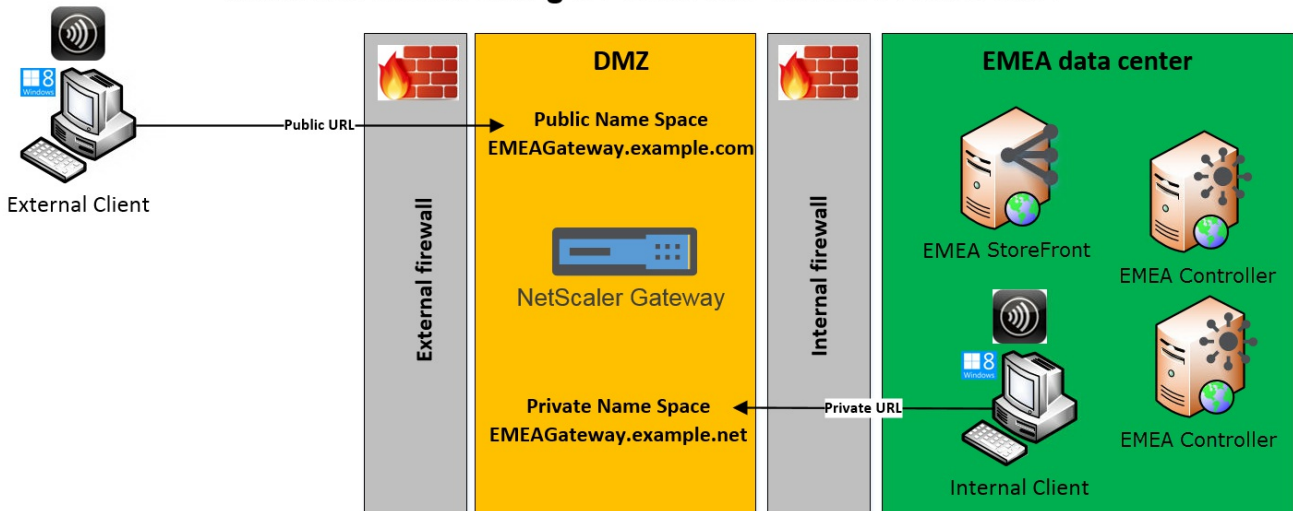 DMZ
EMEA data center
8
Windows
Public URL
Public Name Space
EMEAGateway.example.com
External Client
External firewall
NetScaler Gateway
Internal firewall
EMEA StoreFront
EMEA Controller
8
Windows
Private Name Space
EMEAGateway.example.net
Private URL
EMEA Controller
Internal Client